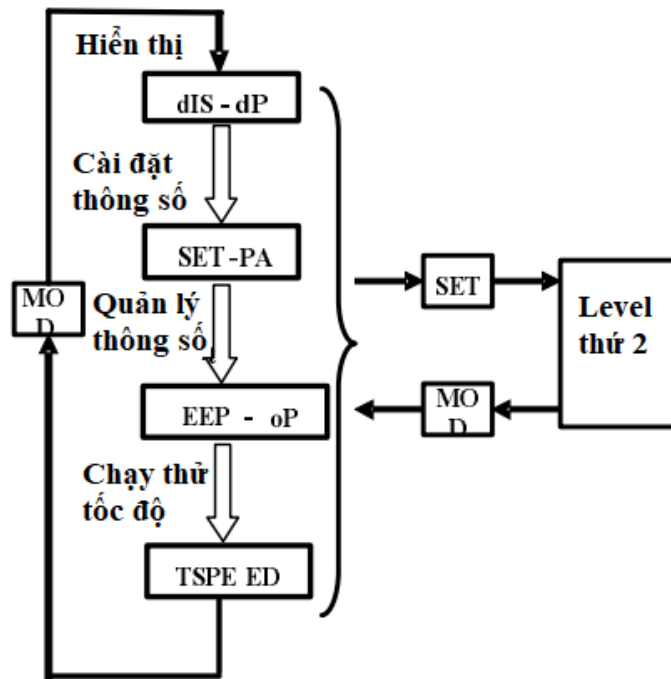 Hiển thị
dIS - dP
Cài đặt
thông số
SET-PA
MO
D
Quản lý
thông số
SET
Level
thứ 2
EEP - oP
MO
D
Chạy thử
tốc độ
TSPE ED